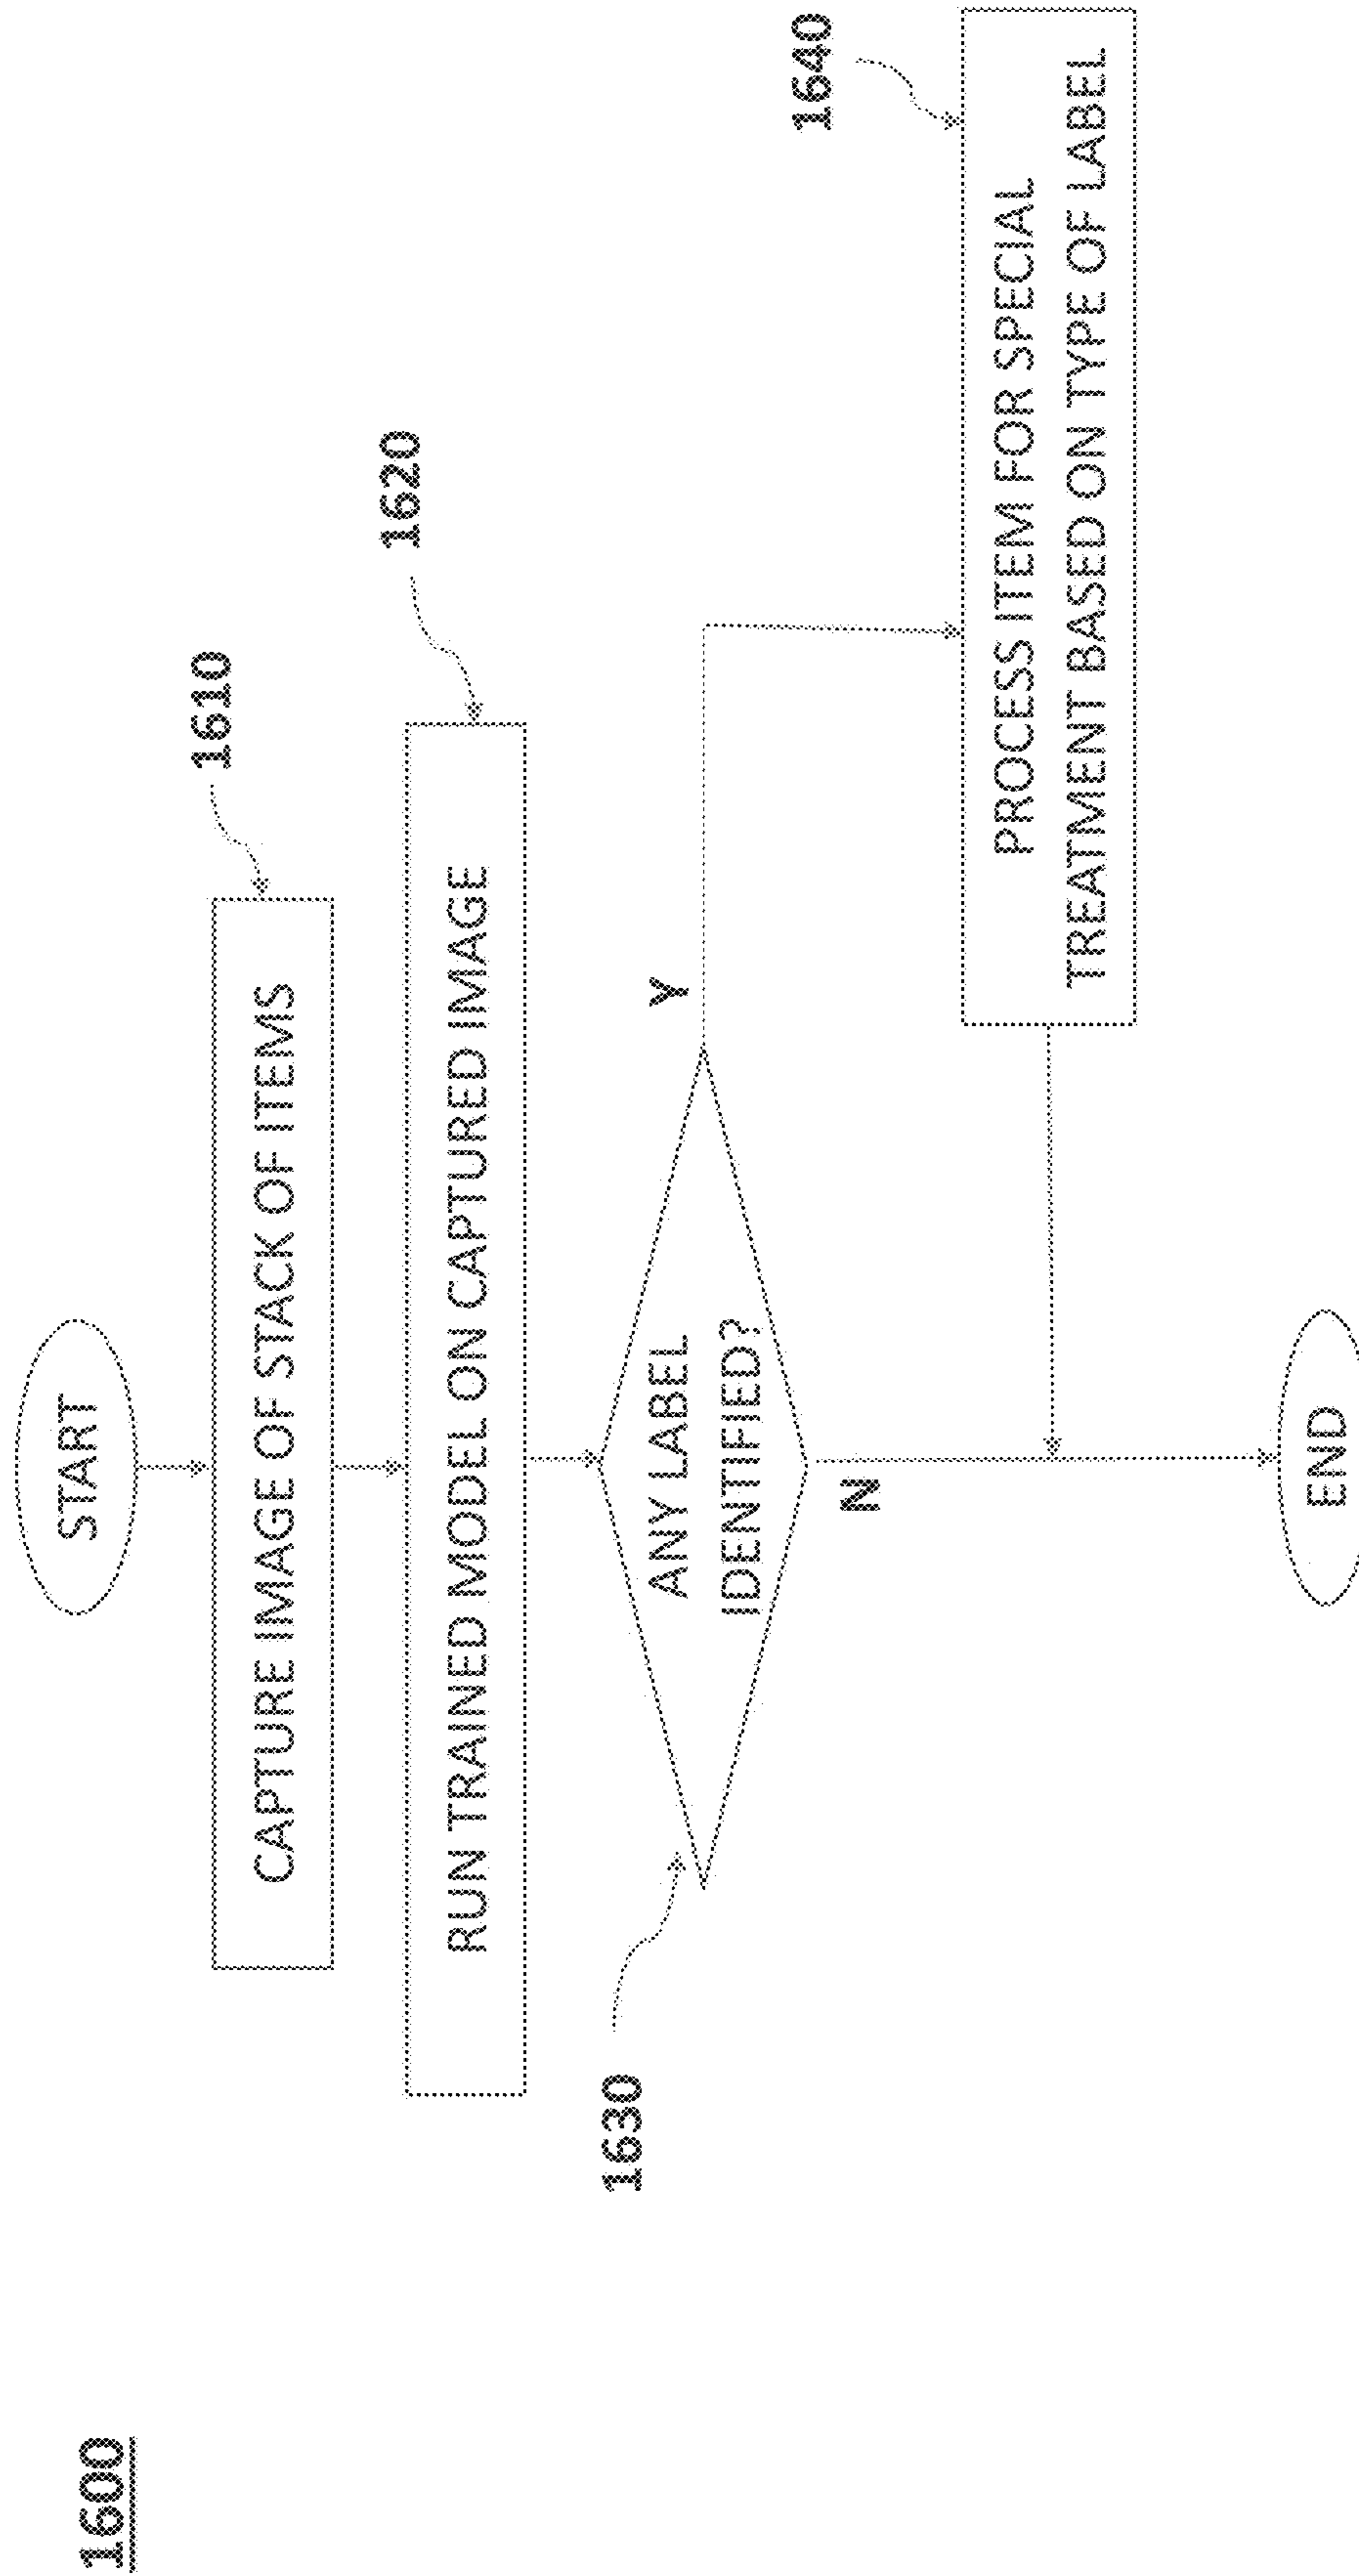 1600
START
1610
CAPTURE IMAGE OF STACK OF ITEMS
1620
RUN TRAINED MODEL ON CAPTURED IMAGE
1630
ANY LABEL
IDENTIFIED?
Y
N
1640
PROCESS ITEM FOR SPECIAL
TREATMENT BASED ON TYPE OF LABEL
END